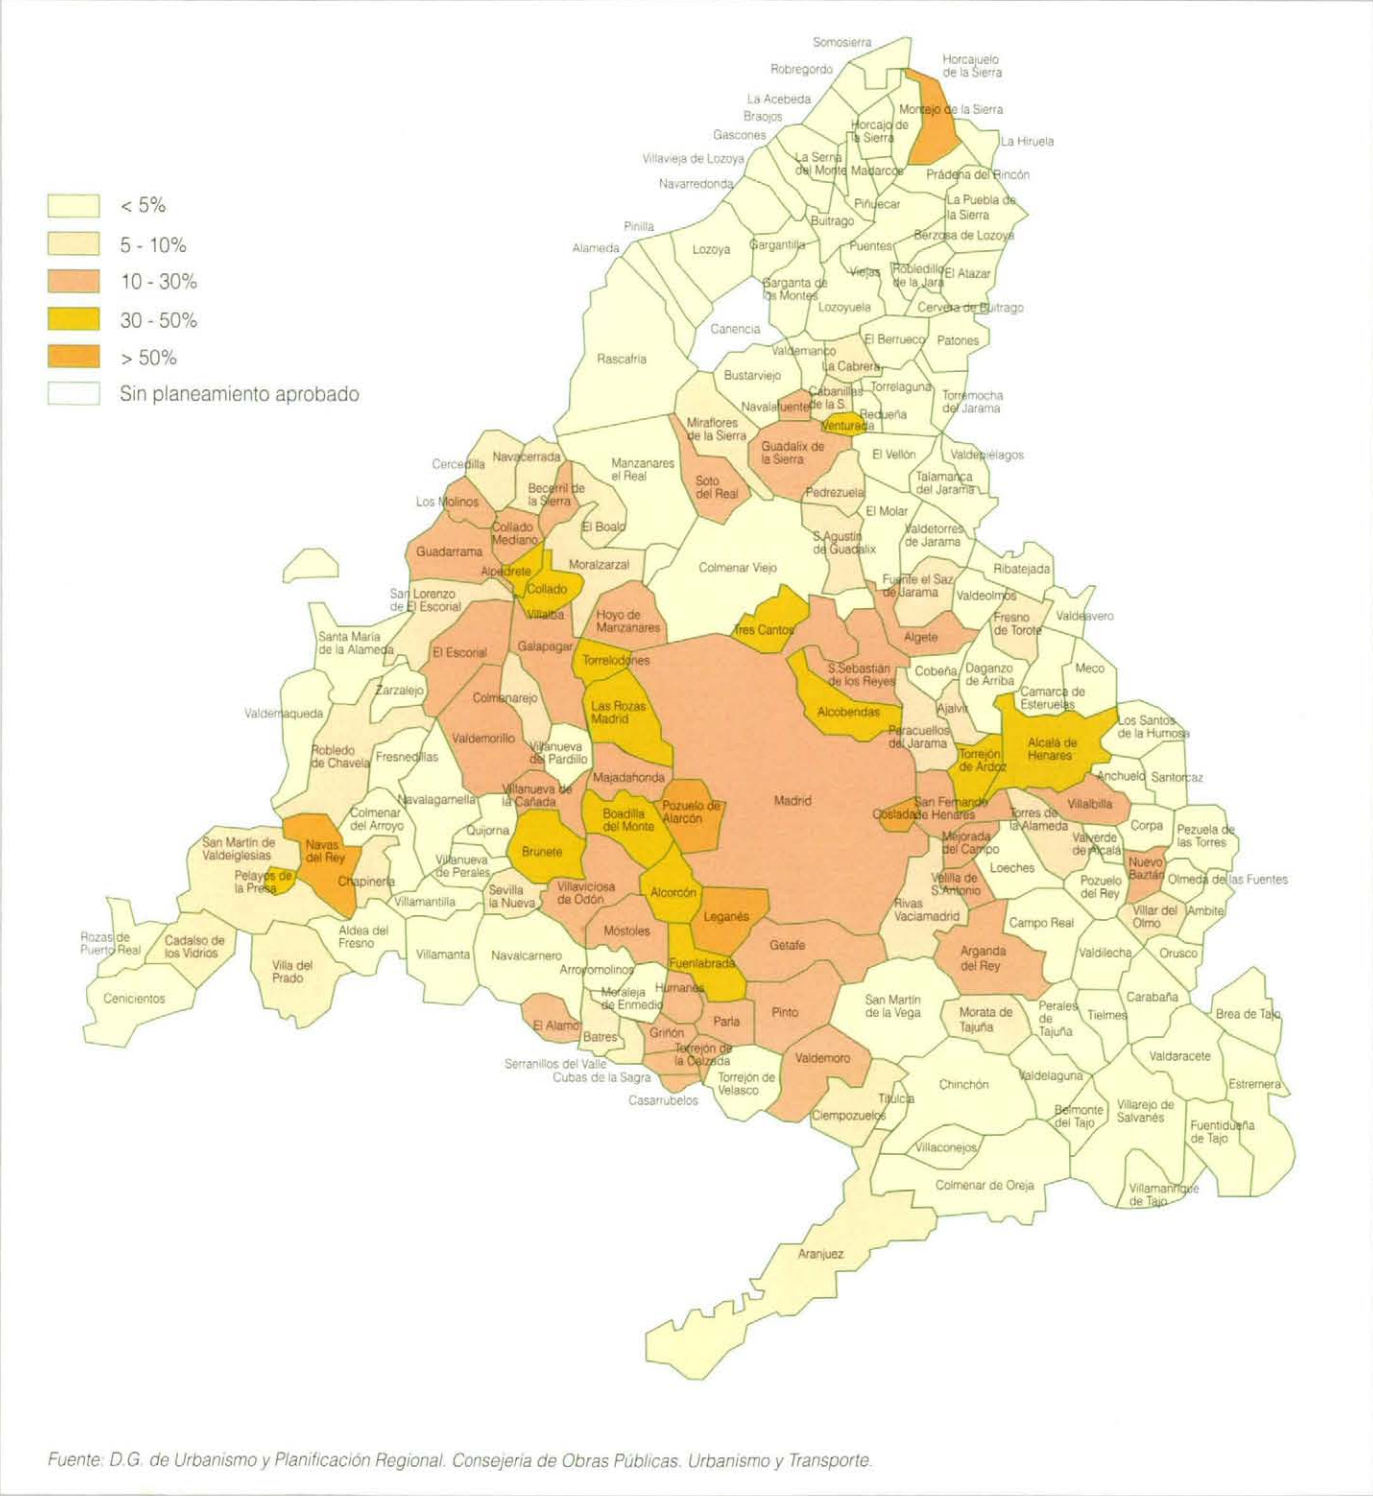 < 5%
5 - 10%
10 - 30%
30 - 50%
> 50%
Sin planeamiento aprobado
Somosierra
Robregordo
Horcajuelo
de la Sierra
La Acebeda
Montejo de la Sierra
Braojos
Horcajo de
la Sierra
Gascones
La Hiruela
Villavieja de Lozoya
La Serna
del Monte
Madarcos
Prádena del Rincón
Navarredonda
Piñuecar
La Puebla de
la Sierra
Pinilla
Buitrago
Berzosa de Lozoya
Alameda
Lozoya
Gargantilla
Puentes
Viejas
Robledillo
de la Jara
El Atazar
Garganta de
los Montes
Lozoyuela
Cervera de Buitrago
Canencia
El Berrueco
Patones
Rascafría
Valdemanco
La Cabrera
Bustarviejo
Cabanillas
de la S.
Torrelaguna
Torremocha
del Jarama
Navalafuente
Redueña
Venturada
Miraflores
de la Sierra
Guadalix de
la Sierra
El Vellón
Valdepiélagos
Cercedilla
Navacerrada
Manzanares
el Real
Soto
del Real
Talamanca
del Jarama
Los Molinos
Becerril de
la Sierra
Pedrezuela
El Molar
Collado
Mediano
El Boalo
S.Agustín
de Guadalix
Valdetorres
de Jarama
Guadarrama
Alpedrete
Moralzarzal
Colmenar Viejo
Ribatejada
Collado
Villalba
Fuente el Saz
de Jarama
Valdeolmos
San Lorenzo
de El Escorial
Hoyo de
Manzanares
Fresno
de Torote
Valdeavero
Santa María
de la Alameda
Tres Cantos
Algete
El Escorial
Galapagar
Torrelodones
S.Sebastián
de los Reyes
Cobeña
Daganzo
de Arriba
Meco
Zarzalejo
Colmenarejo
Camarca de
Esteruelas
Valdemaqueda
Las Rozas
Madrid
Alcobendas
Ajalvir
Los Santos
de la Humosa
Robledo
de Chavela
Fresnedillas
Valdemorillo
Villanueva
del Pardillo
Paracuellos
del Jarama
Torrejón
de Ardoz
Alcalá de
Henares
Majadahonda
Anchuelo
Santorcaz
Navalagamella
Villanueva de
la Cañada
Madrid
San Fernando
de Henares
Coslada
Villalbilla
Colmenar
del Arroyo
Boadilla
del Monte
Pozuelo de
Alarcón
Torres de
la Alameda
Corpa
Pezuela de
las Torres
San Martín de
Valdeiglesias
Navas
del Rey
Quijorna
Brunete
Mejorada
del Campo
Valverde
de Alcalá
Villanueva
de Perales
Loeches
Nuevo
Baztán
Pelayos de
la Presa
Chapinería
Sevilla
la Nueva
Villaviciosa
de Odón
Alcorcón
Velilla de
S.Antonio
Pozuelo
del Rey
Olmeda de las Fuentes
Villamantilla
Leganés
Rivas
Vaciamadrid
Campo Real
Villar del
Olmo
Ambite
Rozas de
Puerto Real
Cadalso de
los Vidrios
Aldea del
Fresno
Móstoles
Getafe
Arganda
del Rey
Valdilecha
Orusco
Villa del
Prado
Villamanta
Navalcarnero
Arroyomolinos
Fuenlabrada
Cenicientos
Moraleja
de Enmedio
Humanes
San Martín
de la Vega
Morata de
Tajuña
Perales
de
Tajuña
Tielmes
Carabaña
Brea de Tajo
El Alamo
Batres
Griñón
Parla
Pinto
Torrejón de
la Calzada
Valdemoro
Valdaracete
Serranillos del Valle
Cubas de la Sagra
Torrejón de
Velasco
Chinchón
Valdelaguna
Estremera
Casarrubelos
Titulcia
Ciempozuelos
Belmonte
del Tajo
Villarejo de
Salvanés
Fuentidueña
de Tajo
Villaconejos
Colmenar de Oreja
Villamanrique
de Tajo
Aranjuez
Fuente: D.G. de Urbanismo y Planificación Regional. Consejería de Obras Públicas. Urbanismo y Transporte.